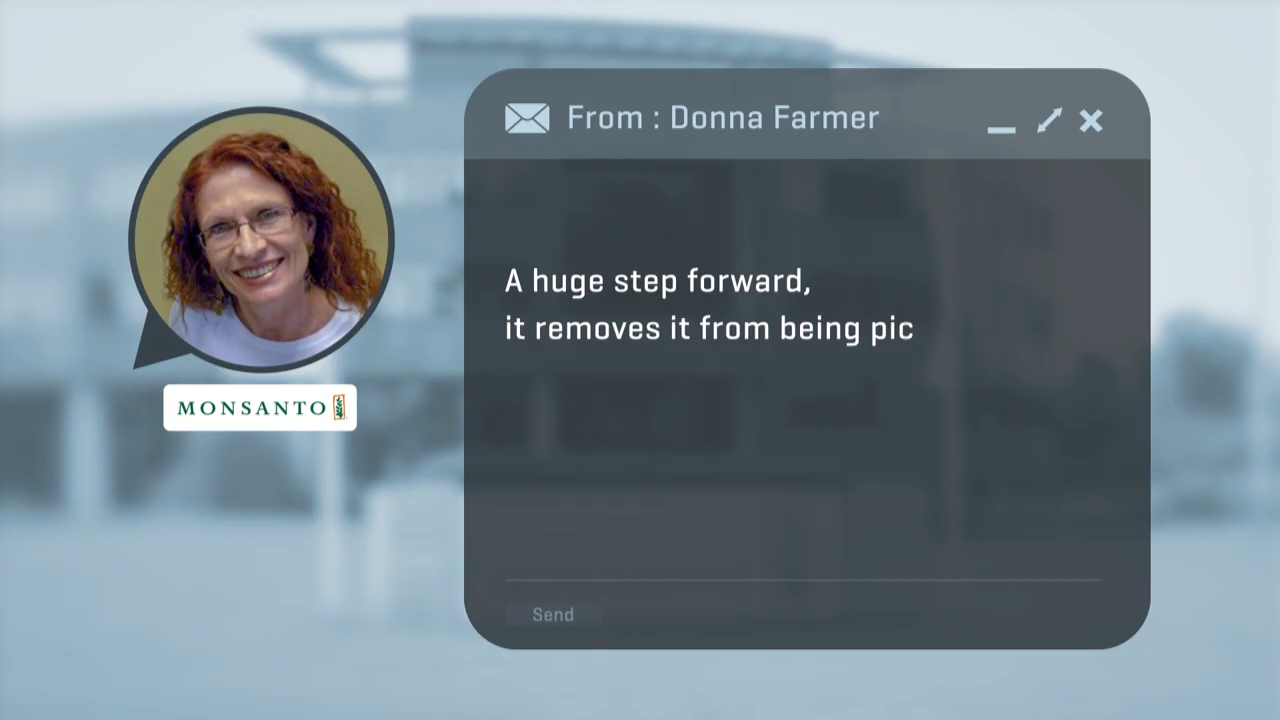 From : Donna Farmer
A huge step forward,
it removes it from being pic
MONSANTO
Send